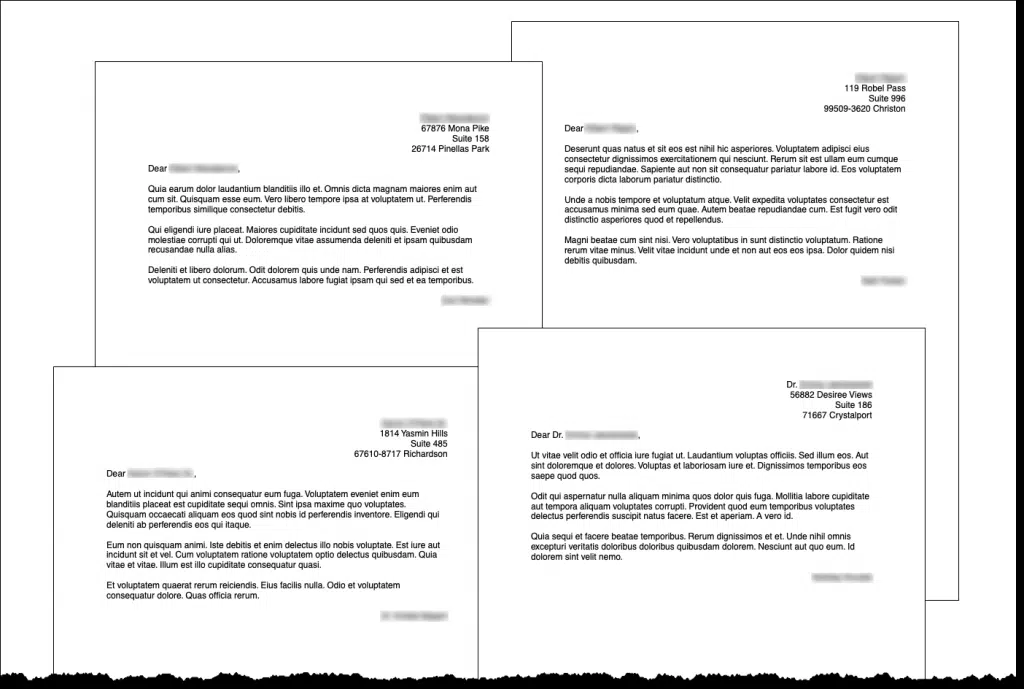 67876 Mona Pike
Suite 158
26714 Pinellas Park
Dear ,
Quia earum dolor laudantium blanditiis illo et. Omnis dicta magnam maiores enim aut
cum sit. Quisquam esse eum. Vero libero tempore ipsa at voluptatem ut. Perferendis
temporibus similique consectetur debitis.
Qui eligendi iure placeat. Maiores cupiditate incidunt sed quos quis. Eveniet odio
molestiae corrupti qui ut. Doloremque vitae assumenda deleniti et ipsam quibusdam
recusandae nulla alias.
Deleniti et libero dolorum. Odit dolorem quis unde nam. Perferendis adipisci et est
voluptatem ut consectetur. Accusamus labore fugiat ipsam qui sed et ea temporibus.
119 Robel Pass
Suite 996
99509-3620 Christon
Dear ,
Deserunt quas natus et sit eos est nihil hic asperiores. Voluptatem adipisci eius
consectetur dignissimos exercitationem qui nesciunt. Rerum sit est ullam eum cumque
sequi repudiandae. Sapiente aut non sit consequatur pariatur labore id. Eos voluptatem
corporis dicta laborum pariatur distinctio.
Unde a nobis tempore et voluptatum atque. Velit expedita voluptates consectetur est
accusamus minima sed eum quae. Autem beatae repudiandae cum. Est fugit vero odit
distinctio asperiores quod et repellendus.
Magni beatae cum sint nisi. Vero voluptatibus in sunt distinctio voluptatum. Ratione
rerum vitae minus. Velit vitae incidunt unde et non aut eos eos ipsa. Dolor quidem nisi
debitis quibusdam.
1814 Yasmin Hills
Suite 485
67610-8717 Richardson
Dear ,
Autem ut incidunt qui animi consequatur eum fuga. Voluptatem eveniet enim eum
blanditiis placeat est cupiditate sequi omnis. Sint ipsa maxime quo voluptates.
Quisquam occaecati aliquam eos quod sint nobis id perferendis inventore. Eligendi qui
deleniti ab perferendis eos qui itaque.
Eum non quisquam animi. Iste debitis et enim delectus illo nobis voluptate. Est iure aut
incidunt sit et vel. Cum voluptatem ratione voluptatem optio delectus quibusdam. Quia
vitae et vitae. Illum est illo cupiditate consequatur quasi.
Et voluptatem quaerat rerum reiciendis. Eius facilis nulla. Odio et voluptatem
consequatur dolore. Quas officia rerum.
Dr.
56882 Desiree Views
Suite 186
71667 Crystalport
Dear Dr. ,
Ut vitae velit odio et officia iure fugiat ut. Laudantium voluptas officiis. Sed illum eos. Aut
sint doloremque et dolores. Voluptas et laboriosam iure et. Dignissimos temporibus eos
saepe quod quos.
Odit qui aspernatur nulla aliquam minima quos dolor quis fuga. Mollitia labore cupiditate
aut tempora aliquam voluptates corrupti. Provident quod eum temporibus voluptates
delectus perferendis suscipit natus facere. Est et aperiam. A vero id.
Quia sequi et facere beatae temporibus. Rerum dignissimos et et. Unde nihil omnis
excepturi veritatis doloribus doloribus quibusdam dolorem. Nesciunt aut quo eum. Id
dolorem sint velit nemo.